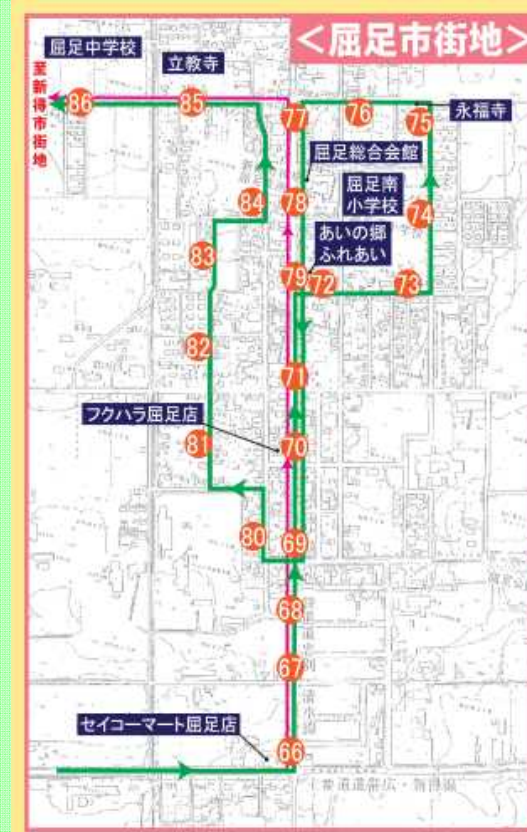 ＜屈足市街地＞
屈足中学校
立教寺
至新得市街地
86
85
77
76
75
永福寺
屈足総合会館
屈足南
小学校
84
78
74
あいの郷
ふれあい
83
79
72
73
82
71
フクハラ屈足店
81
70
80
69
68
67
セイコーマート屈足店
66